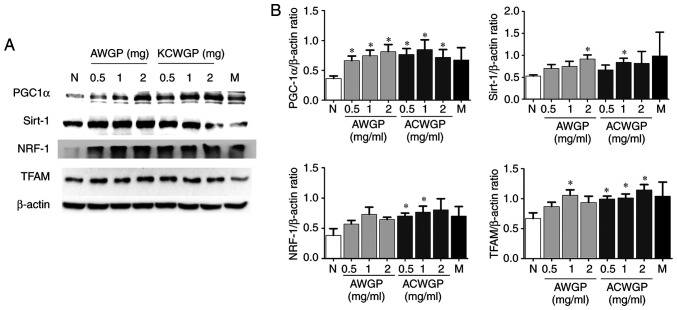 A
AWGP (mg) KCWGP (mg)
N 0.5 1 2 0.5 1 2 M
PGC1α
Sirt-1
NRF-1
TFAM
β-actin
B
PGC-1α/β-actin ratio
1.5
1.0
0.5
0.0
* * * * * *
N 0.5 1 2 0.5 1 2 M
AWGP ACWGP
(mg/ml) (mg/ml)
Sirt-1/β-actin ratio
2.0
1.5
1.0
0.5
0.0
* *
N 0.5 1 2 0.5 1 2 M
AWGP ACWGP
(mg/ml) (mg/ml)
NRF-1/β-actin ratio
1.5
1.0
0.5
0.0
* *
N 0.5 1 2 0.5 1 2 M
AWGP ACWGP
(mg/ml) (mg/ml)
TFAM/β-actin ratio
1.5
1.0
0.5
0.0
* * * *
N 0.5 1 2 0.5 1 2 M
AWGP ACWGP
(mg/ml) (mg/ml)